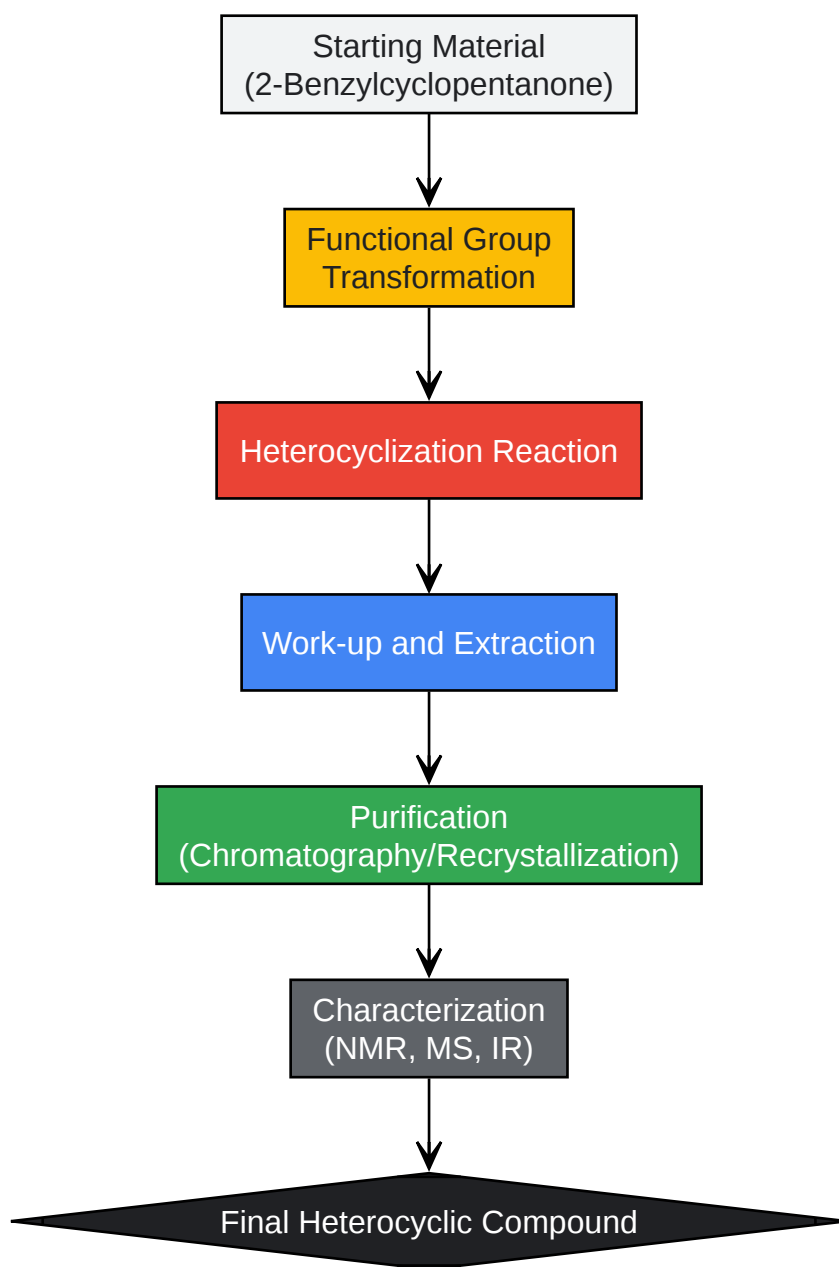 Starting Material
(2-Benzylcyclopentanone)
Functional Group
Transformation
Heterocyclization Reaction
Work-up and Extraction
Purification
(Chromatography/Recrystallization)
Characterization
(NMR, MS, IR)
Final Heterocyclic Compound